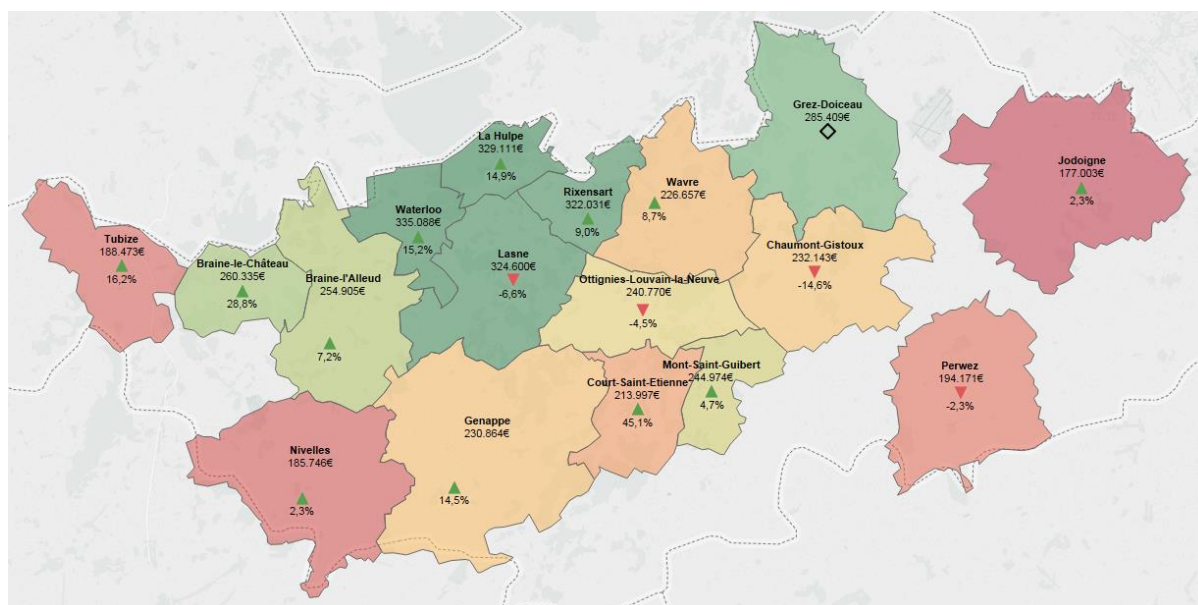 Grez-Doiceau
285.409€
La Hulpe
329.111€
14,9%
Jodoigne
177.003€
2,3%
Rixensart
322.031€
9,0%
Wavre
226.657€
8,7%
Waterloo
335.088€
15,2%
Tubize
188.473€
16,2%
Lasne
324.600€
-6,6%
Chaumont-Gistoux
232.143€
-14,6%
Braine-le-Château
260.335€
28,8%
Braine-l'Alleud
254.905€
7,2%
Ottignies-Louvain-la-Neuve
240.770€
-4,5%
Mont-Saint-Guibert
244.974€
4,7%
Perwez
194.171€
-2,3%
Court-Saint-Etienne
213.997€
45,1%
Genappe
230.864€
14,5%
Nivelles
185.746€
2,3%